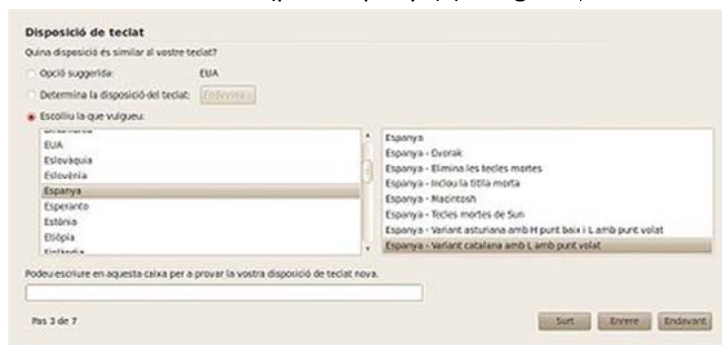 Disposició de teclat
Quina disposició és similar al vostre teclat?
Opció suggerida: EUA
Determina la disposició del teclat:
Escolliu la que vulgueu:
EUA
Eslovàquia
Eslovènia
Espanya
Esperanto
Estònia
Etiòpia
Finlàndia
Espanya
Espanya - Dvorak
Espanya - Elimina les tecles mortes
Espanya - Inclou la titlla morta
Espanya - Macintosh
Espanya - Tecles mortes de Sun
Espanya - Variant asturiana amb H punt baix i L amb punt volat
Espanya - Variant catalana amb L amb punt volat
Podeu escriure en aquesta caixa per a provar la vostra disposició de teclat nova.
Pas 3 de 7
Surt Enrere Endavant